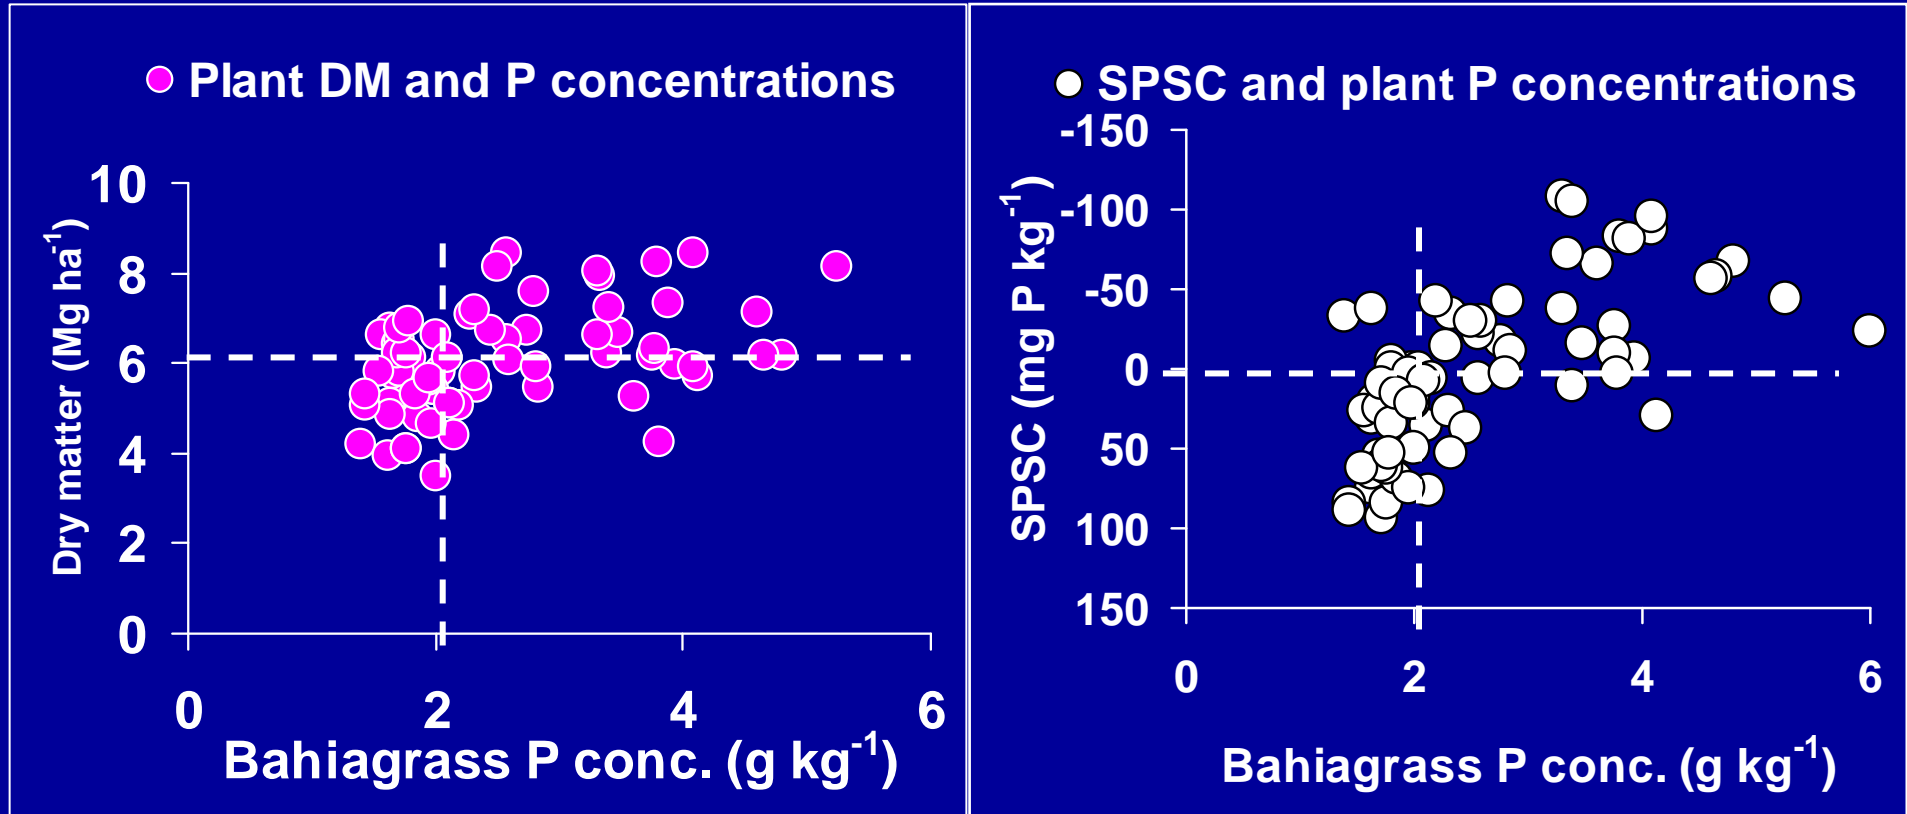 Plant DM and P concentrations
10
8
6
4
2
0
Dry matter (Mg ha⁻¹)
0 2 4 6
Bahiagrass P conc. (g kg⁻¹)
SPSC and plant P concentrations
-150
-100
-50
0
50
100
150
SPSC (mg P kg⁻¹)
0 2 4 6
Bahiagrass P conc. (g kg⁻¹)